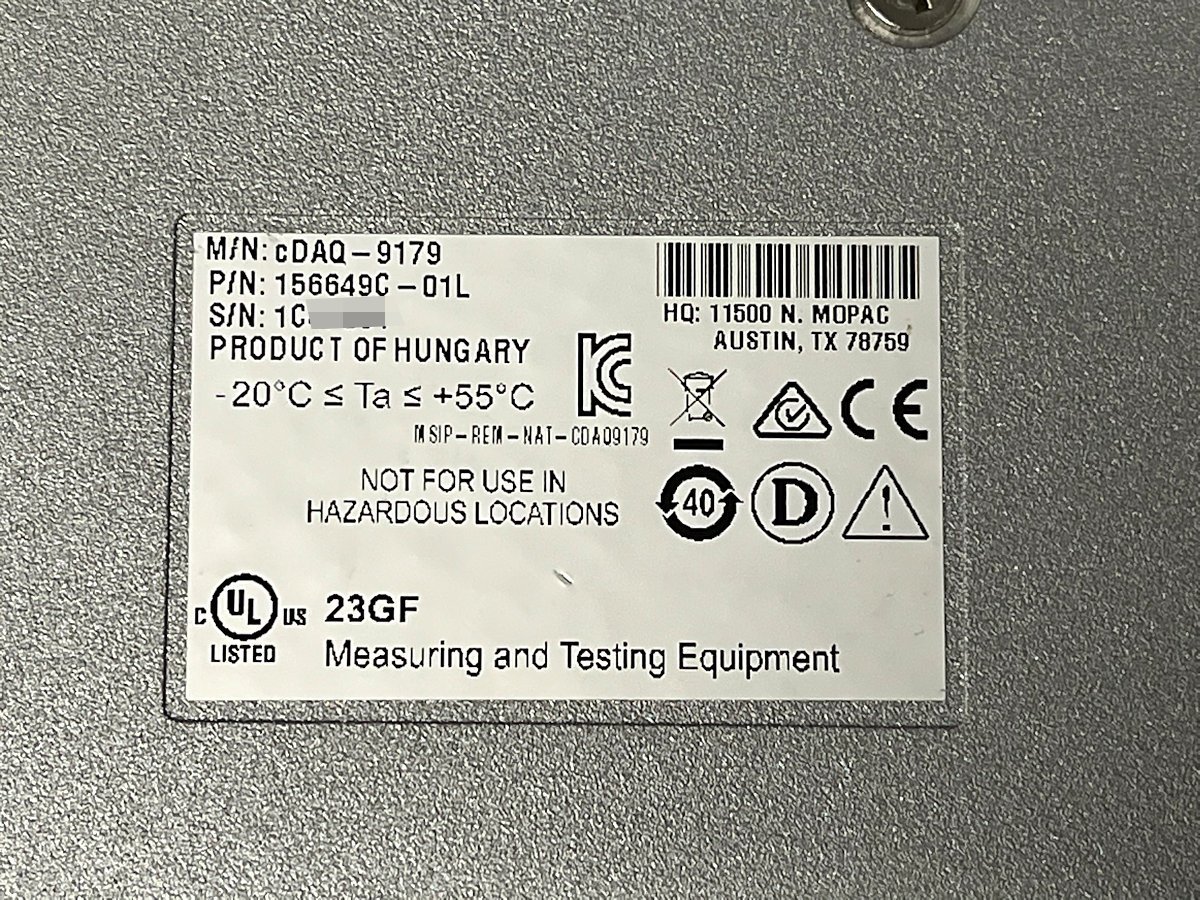 M/N: cDAQ-9179
P/N: 156649C-01L
S/N: 1C
PRODUCT OF HUNGARY
-20°C ≤ Ta ≤ +55°C
MSIP-REM-NAT-CDAQ9179
HQ: 11500 N. MOPAC
AUSTIN, TX 78759
NOT FOR USE IN
HAZARDOUS LOCATIONS
40
D
C UL US
LISTED
23GF
Measuring and Testing Equipment